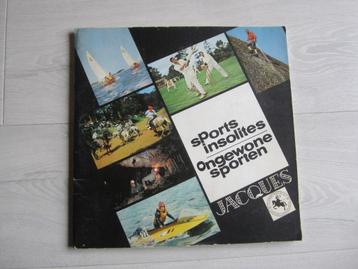 sports
insolites
ongewone
sporten
JACQUES